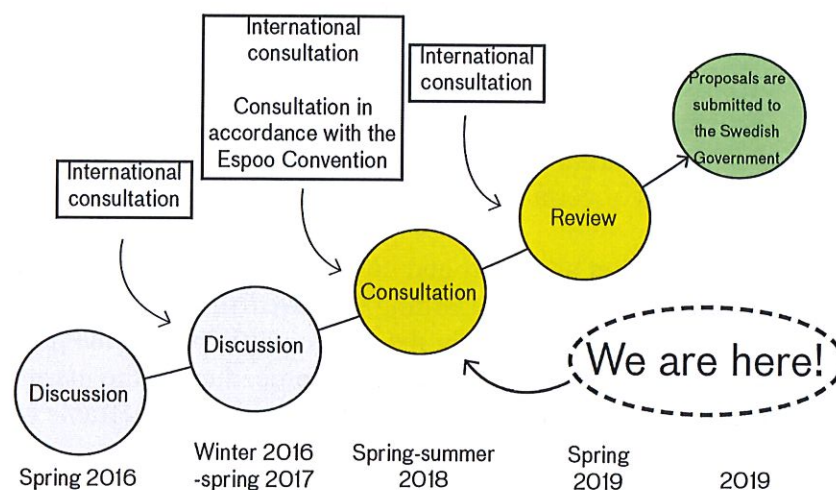 International
consultation
Consultation in
accordance with the
Espoo Convention
International
consultation
Proposals are
submitted to
the Swedish
Government
International
consultation
Review
Consultation
Discussion
Discussion
We are here!
Spring 2016
Winter 2016
-spring 2017
Spring-summer
2018
Spring
2019
2019